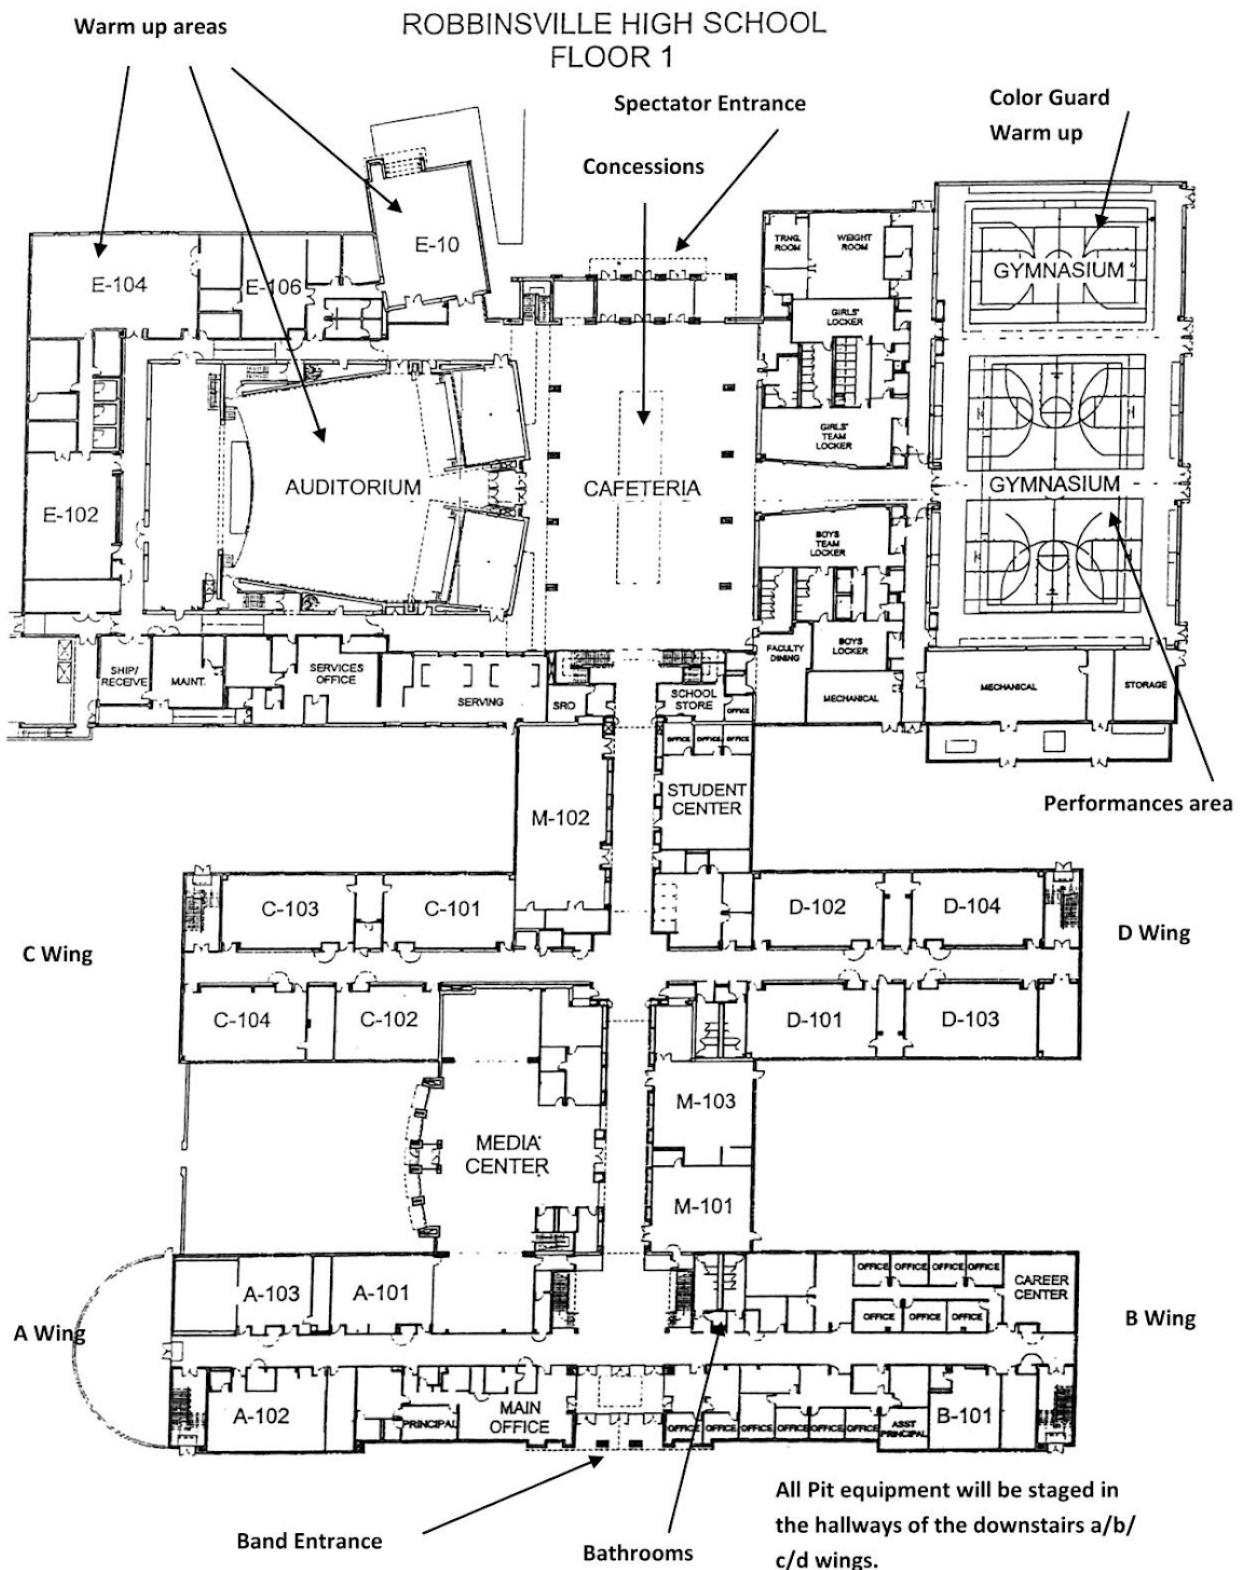 ROBBINSVILLE HIGH SCHOOL
FLOOR 1
Warm up areas
Spectator Entrance
Color Guard
Warm up
Concessions
E-10
E-104
E-106
TRNG.
ROOM
WEIGHT
ROOM
GYMNASIUM
GIRLS'
LOCKER
GIRLS'
TEAM
LOCKER
AUDITORIUM
CAFETERIA
GYMNASIUM
E-102
BOYS
TEAM
LOCKER
BOYS
LOCKER
FACULTY
DINING
SHIP/
RECEIVE
MAINT.
SERVICES
OFFICE
SERVING
SRO
SCHOOL
STORE
OFFICE
MECHANICAL
MECHANICAL
STORAGE
OFFICE
OFFICE
OFFICE
STUDENT
CENTER
M-102
Performances area
C-103
C-101
D-102
D-104
C Wing
D Wing
C-104
C-102
D-101
D-103
M-103
MEDIA
CENTER
M-101
A-103
A-101
OFFICE
OFFICE
OFFICE
OFFICE
CAREER
CENTER
OFFICE
OFFICE
OFFICE
A Wing
B Wing
A-102
PRINCIPAL
MAIN
OFFICE
OFFICE
OFFICE
OFFICE
OFFICE
OFFICE
OFFICE
ASST
PRINCIPAL
B-101
Band Entrance
Bathrooms
All Pit equipment will be staged in
the hallways of the downstairs a/b/
c/d wings.